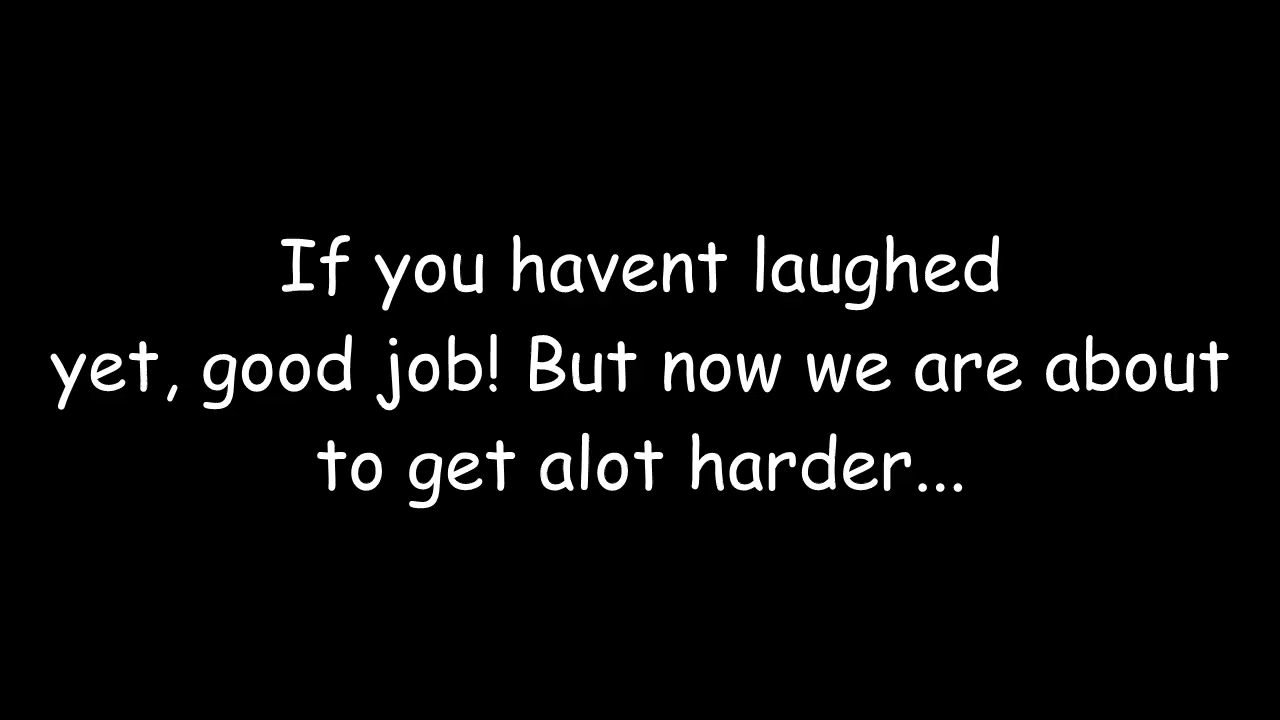 If you havent laughed
yet, good job! But now we are about
to get alot harder...